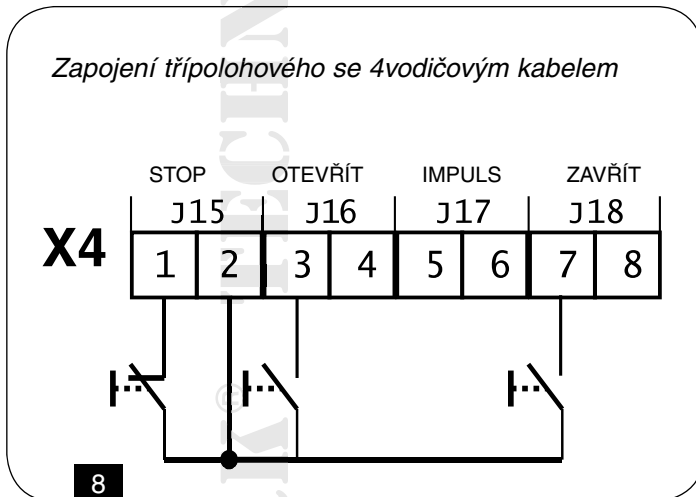 Zapojení třípolohového se 4vodičovým kabelem
STOP OTEVŘÍT IMPULS ZAVŘÍT
J15 J16 J17 J18
X4 1 2 3 4 5 6 7 8
8